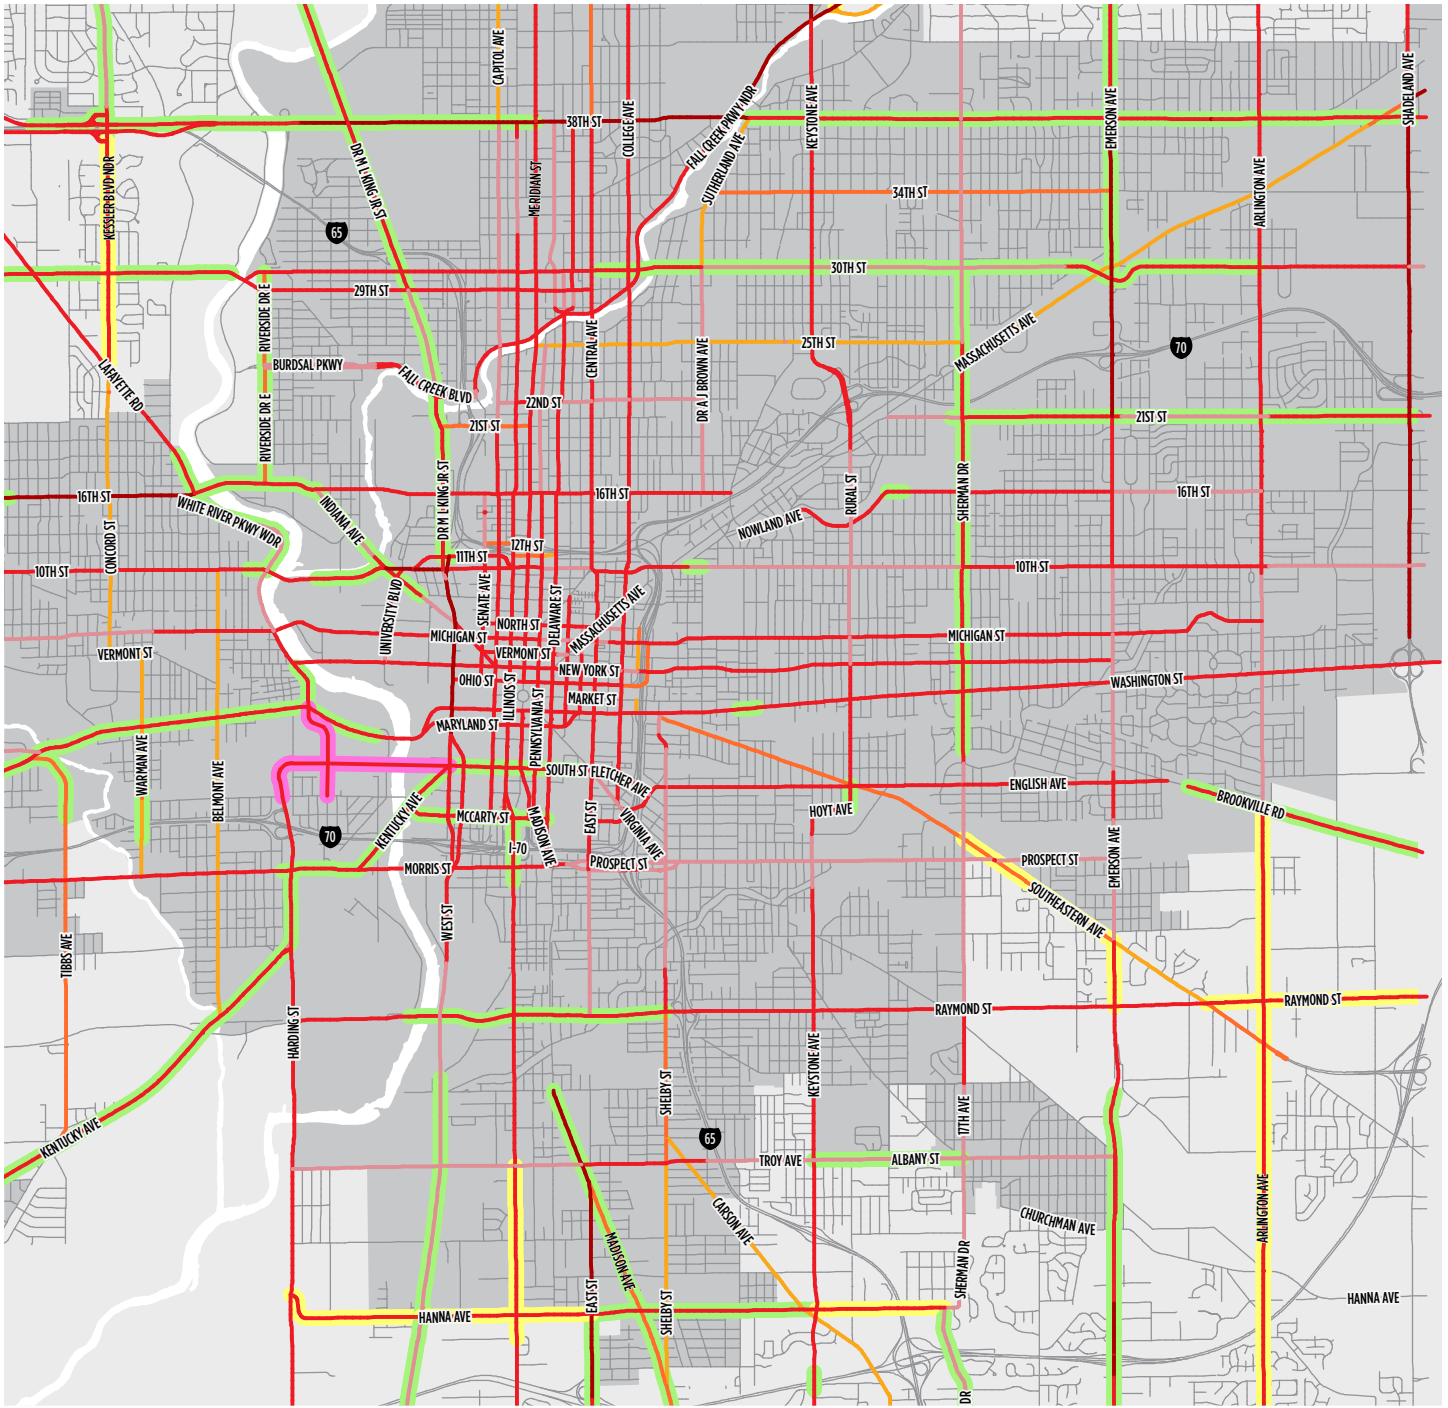 CAPITOL AVE
SHADELAND AVE
KEYSTONE AVE
EMERSON AVE
COLLEGE AVE
FALL CREEK PKWY NDR
38TH ST
DR M L KING JR ST
MERIDIAN ST
SUTHERLAND AVE
KESSLER BLVD NDR
ARLINGTON AVE
34TH ST
65
30TH ST
29TH ST
RIVERSIDE DR E
CENTRAL AVE
MASSACHUSETTS AVE
25TH ST
70
BURDSAL PKWY
DR A J BROWN AVE
LAFAYETTE RD
FALL CREEK BLVD
22ND ST
21ST ST
21ST ST
RIVERSIDE DR E
16TH ST
16TH ST
16TH ST
DR M L KING JR ST
RURAL ST
SHERMAN DR
WHITE RIVER PKWY WDR
INDIANA AVE
NOWLAND AVE
CONCORD ST
12TH ST
11TH ST
10TH ST
10TH ST
UNIVERSITY BLVD
SENATE AVE
DELAWARE ST
MASSACHUSETTS AVE
NORTH ST
MICHIGAN ST
MICHIGAN ST
VERMONT ST
VERMONT ST
NEW YORK ST
OHIO ST
WASHINGTON ST
ILLINOIS ST
MARKET ST
PENNSYLVANIA ST
MARYLAND ST
WARMAN AVE
BELMONT AVE
SOUTH ST
FLETCHER AVE
ENGLISH AVE
BROOKVILLE RD
HOYT AVE
KENTUCKY AVE
MCCARTY ST
EAST ST
VIRGINIA AVE
MADISON AVE
70
I-70
PROSPECT ST
PROSPECT ST
MORRIS ST
EMERSON AVE
SOUTHEASTERN AVE
WEST ST
TIBBS AVE
RAYMOND ST
RAYMOND ST
HARDING ST
KEYSTONE AVE
SHELBY ST
17TH AVE
65
KENTUCKY AVE
TROY AVE
ALBANY ST
CARSON AVE
CHURCHMAN AVE
ARLINGTON AVE
MADISON AVE
SHERMAN DR
EAST ST
SHELBY ST
HANNA AVE
HANNA AVE
DR